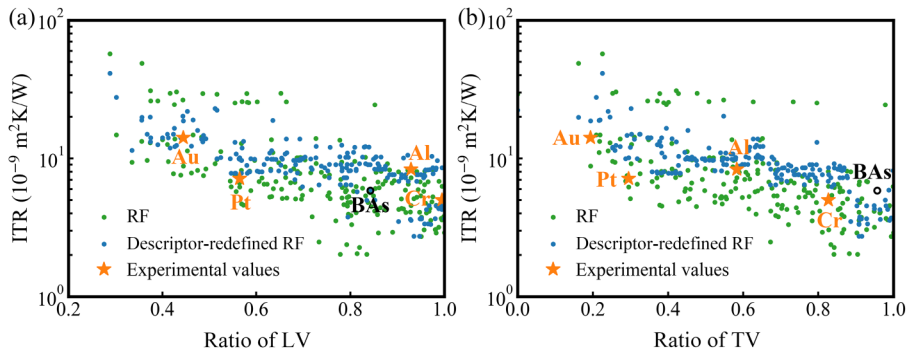 (a)
10²
10¹
10⁰
ITR (10⁻⁹ m²K/W)
Au
Pt
Al
Cr
BAs
RF
Descriptor-redefined RF
Experimental values
0.2 0.4 0.6 0.8 1.0
Ratio of LV
(b)
10²
10¹
10⁰
ITR (10⁻⁹ m²K/W)
Au
Pt
Al
BAs
Cr
RF
Descriptor-redefined RF
Experimental values
0.0 0.2 0.4 0.6 0.8 1.0
Ratio of TV